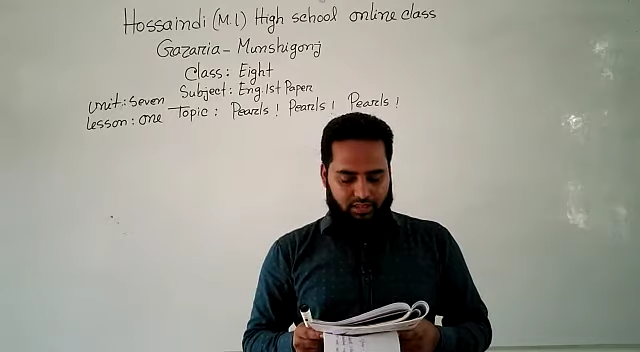 Hossaindi (M.L) High school online class
Gazaria - Munshigonj
Class: Eight
Subject: Eng. 1st Paper
Unit: Seven
Lesson: one Topic: Pearls! Pearls! Pearls!